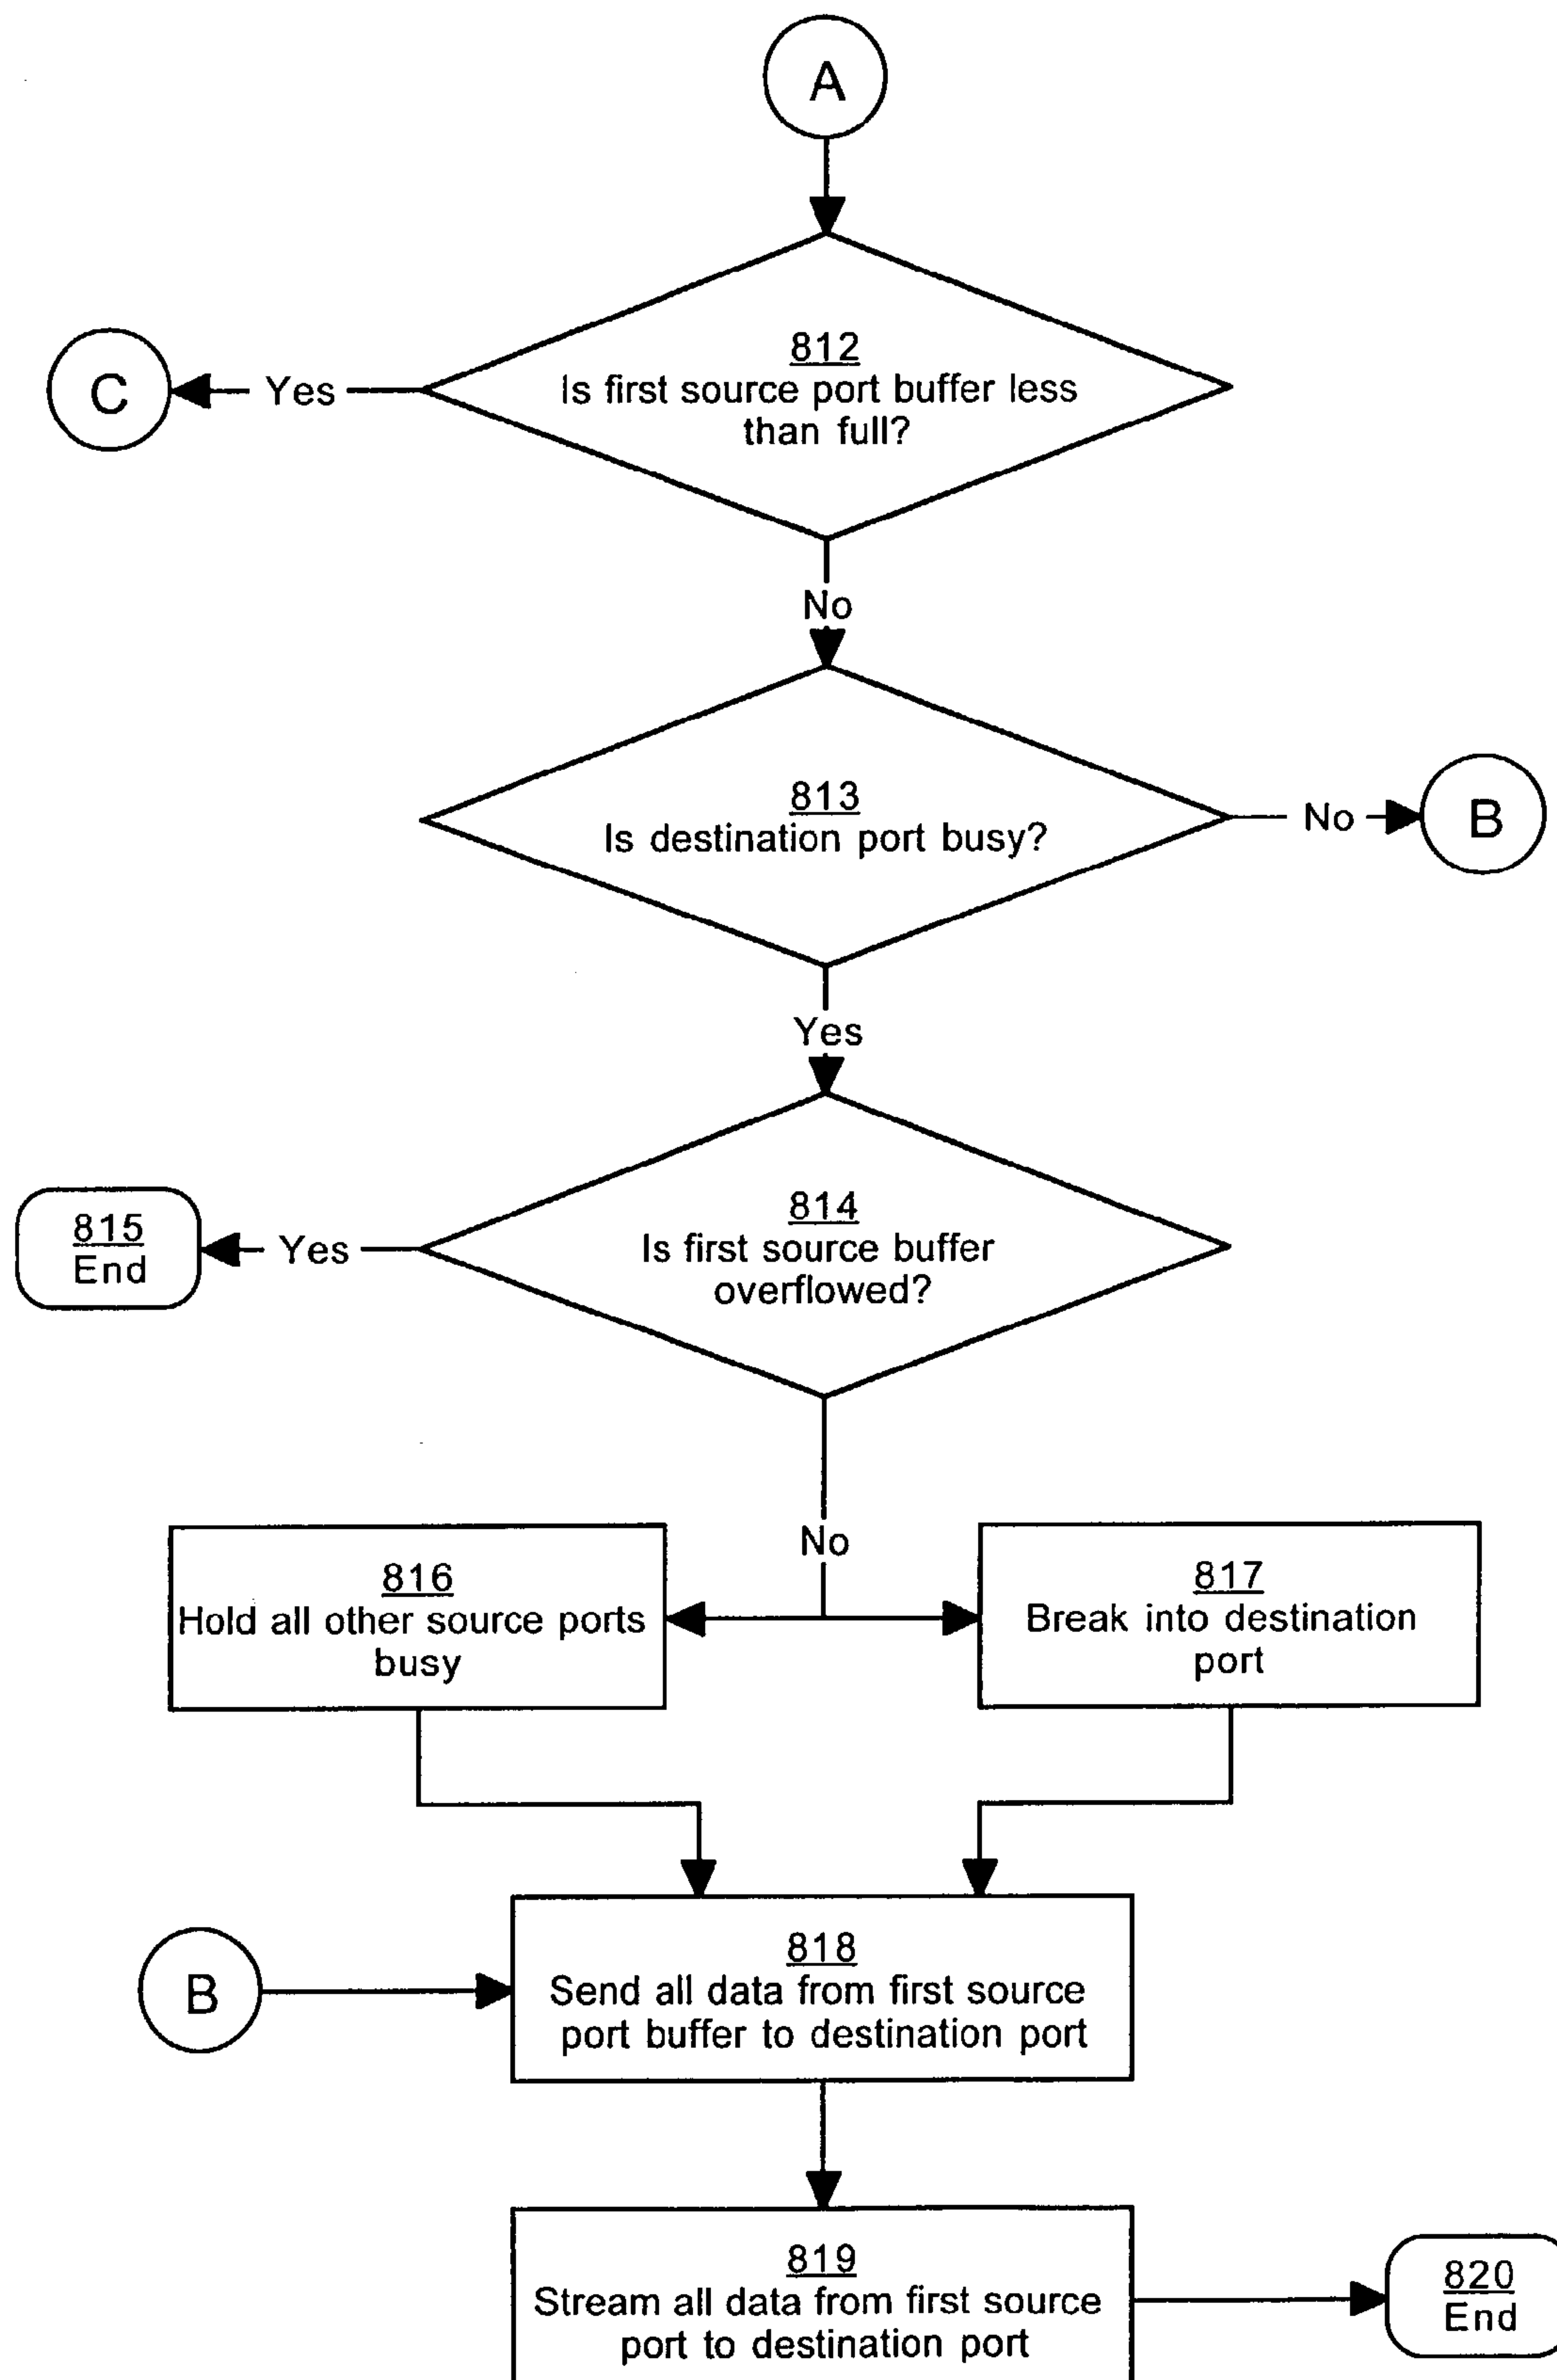 A
812
Is first source port buffer less
than full?
Yes
C
No
813
Is destination port busy?
No
B
Yes
814
Is first source buffer
overflowed?
Yes
815
End
No
816
Hold all other source ports
busy
817
Break into destination
port
B
818
Send all data from first source
port buffer to destination port
819
Stream all data from first source
port to destination port
820
End